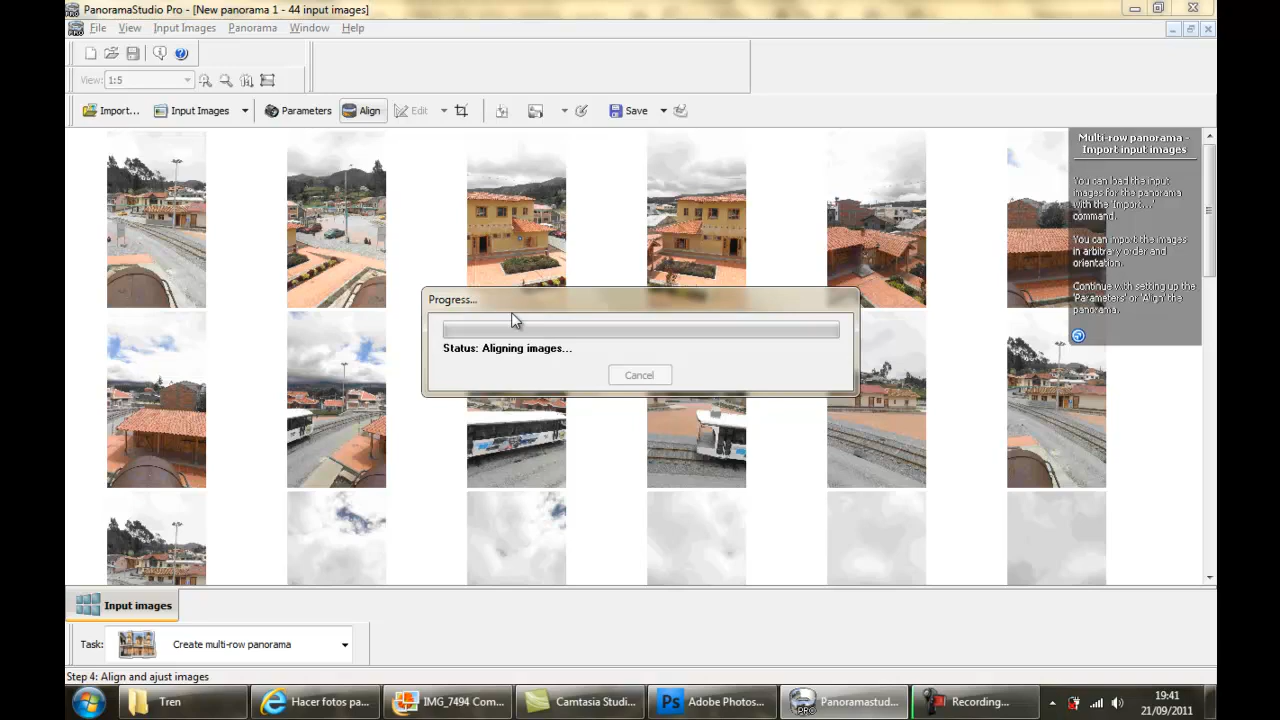 PanoramaStudio Pro - [New panorama 1 - 44 input images]
File View Input Images Panorama Window Help
View: 1:5
Import... Input Images Parameters Align Edit Save
Multi-row panorama -
Import input images
You can load the input
images for the panorama
with the 'Import...'
command.
You can import the images
in arbitrary order and
orientation.
Continue with setting up the
'Parameters' or 'Align' the
panorama.
Progress...
Status: Aligning images...
Cancel
Input images
Task: Create multi-row panorama
Step 4: Align and ajust images
Tren
Hacer fotos pa...
IMG_7494 Com...
Camtasia Studi...
Ps Adobe Photos...
PRO Panoramastud...
Recording...
19:41
21/09/2011